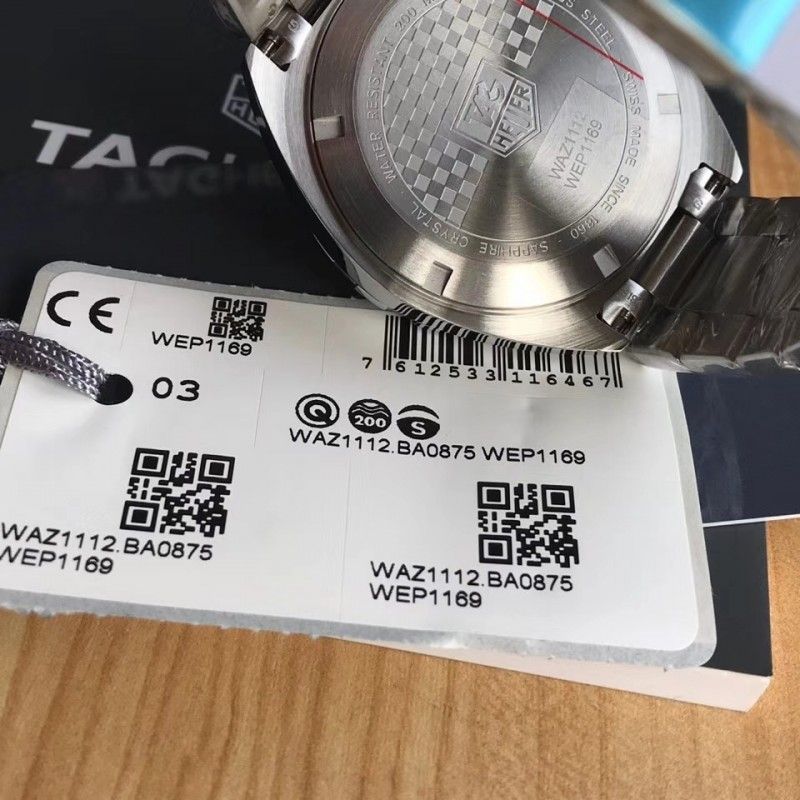 TAG
HEUER
WATER RESISTANT 200
STEEL
SWISS MADE SINCE 1860 - SAPPHIRE CRYSTAL
TAG
HEUER
WAZ1112
WEP1169
CE
WEP1169
7 612533 116467
03
Q 200 S
WAZ1112.BA0875 WEP1169
WAZ1112.BA0875
WEP1169
WAZ1112.BA0875
WEP1169